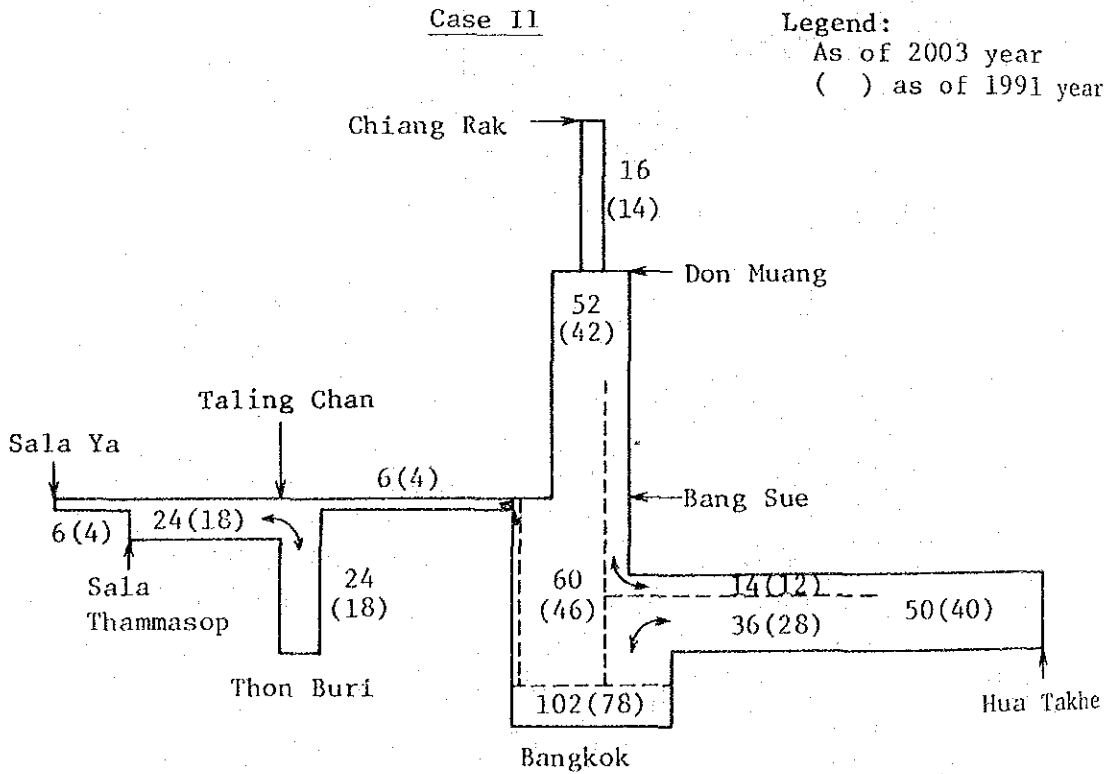 Case II
Legend:
As of 2003 year
( ) as of 1991 year
Chiang Rak
16
(14)
Don Muang
52
(42)
Taling Chan
Sala Ya
6(4)
Bang Sue
6(4)
24(18)
Sala
Thammasop
24
(18)
60
(46)
14(12)
36(28)
50(40)
Thon Buri
102(78)
Hua Takhe
Bangkok